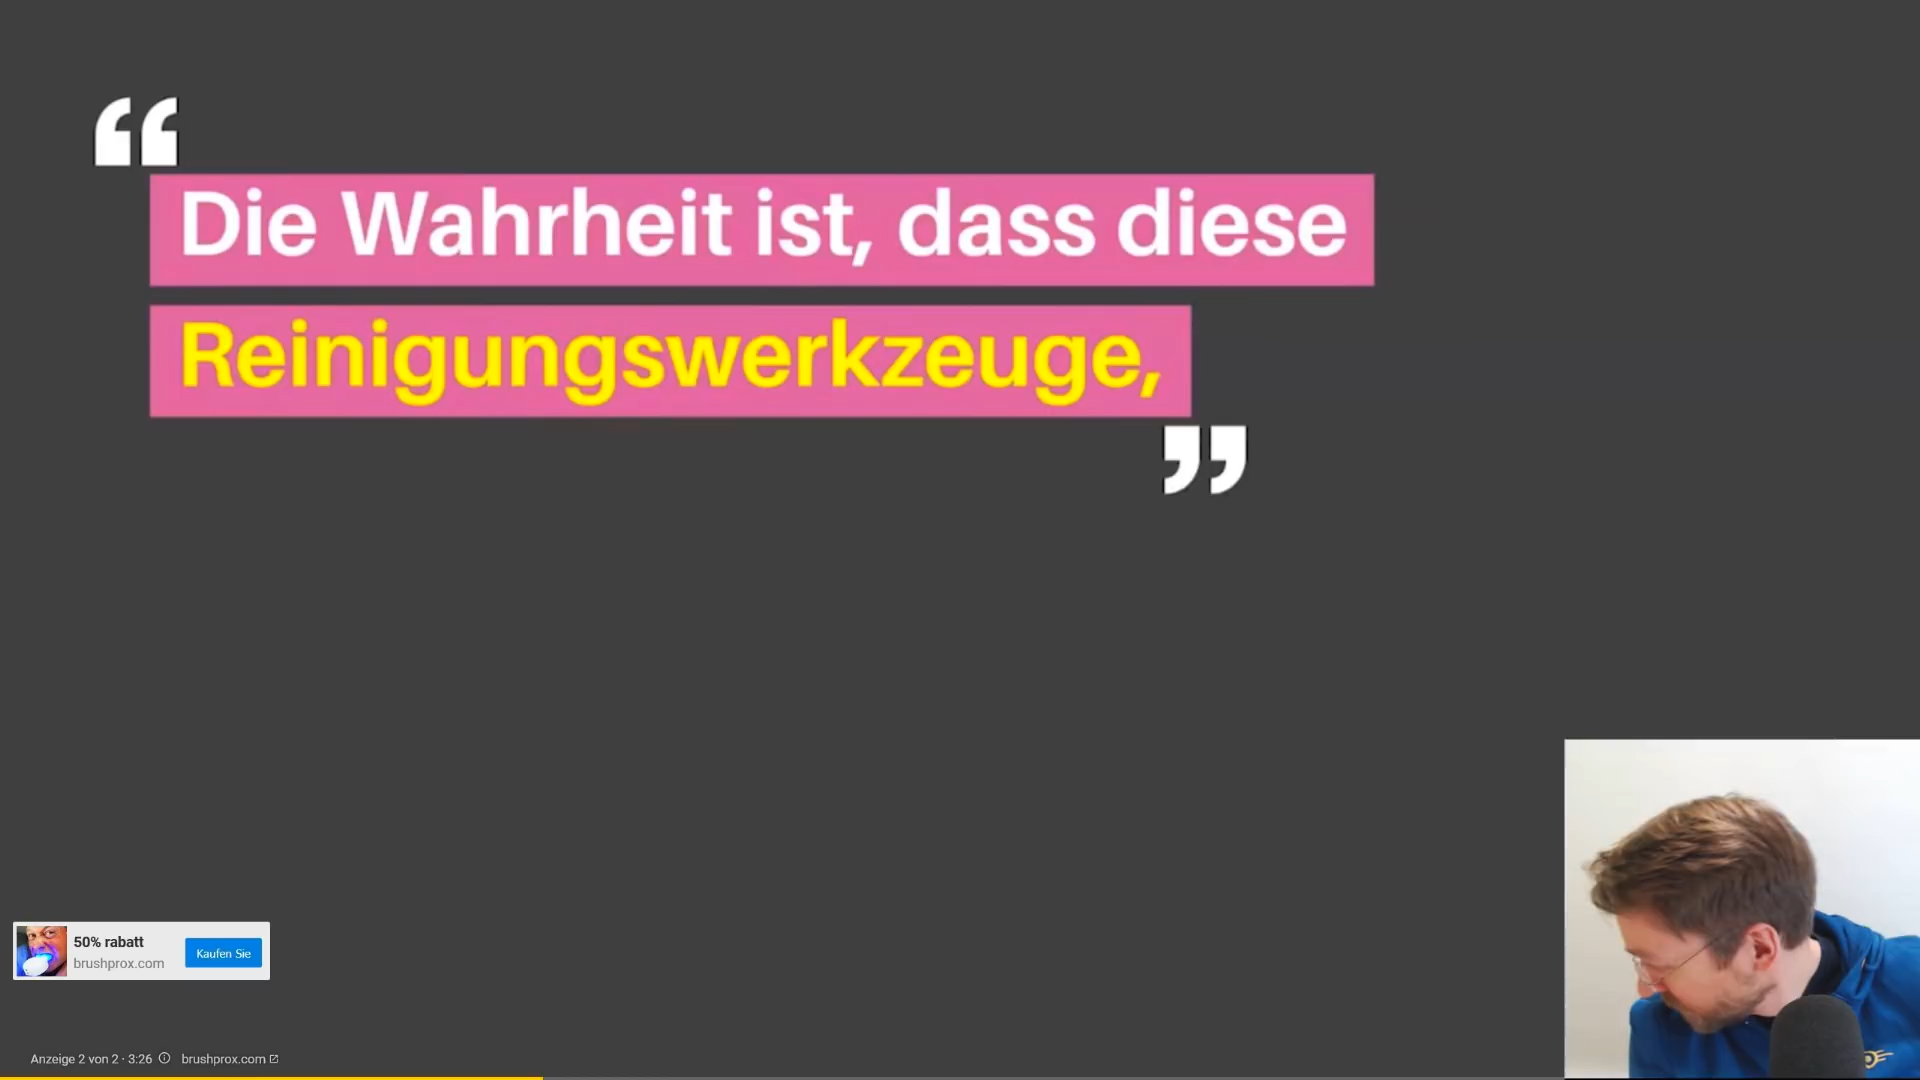 “
Die Wahrheit ist, dass diese
Reinigungswerkzeuge,
”
50% rabatt
brushprox.com
Kaufen Sie
Anzeige 2 von 2 · 3:26 brushprox.com